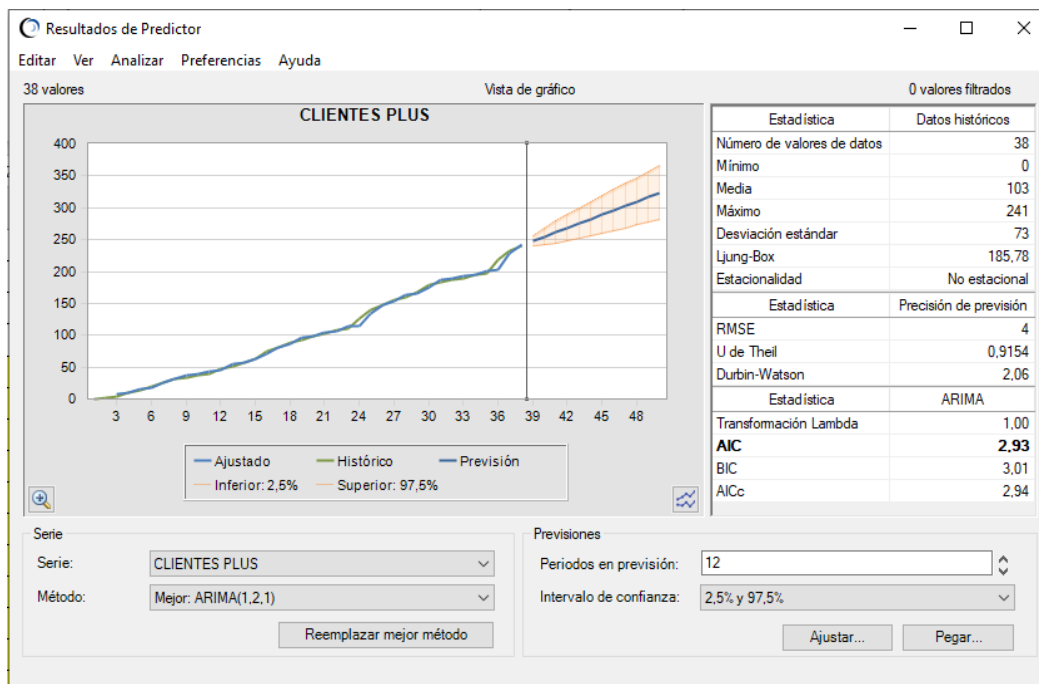 Resultados de Predictor
Editar Ver Analizar Preferencias Ayuda
38 valores Vista de gráfico 0 valores filtrados
CLIENTES PLUS
400
350
300
250
200
150
100
50
0
3 6 9 12 15 18 21 24 27 30 33 36 39 42 45 48
Ajustado Histórico Previsión
Inferior: 2,5% Superior: 97,5%
Estadística Datos históricos
Número de valores de datos 38
Mínimo 0
Media 103
Máximo 241
Desviación estándar 73
Ljung-Box 185,78
Estacionalidad No estacional
Estadística Precisión de previsión
RMSE 4
U de Theil 0,9154
Durbin-Watson 2,06
Estadística ARIMA
Transformación Lambda 1,00
AIC 2,93
BIC 3,01
AICc 2,94
Serie
Serie: CLIENTES PLUS
Método: Mejor: ARIMA(1,2,1)
Reemplazar mejor método
Previsiones
Periodos en previsión: 12
Intervalo de confianza: 2,5% y 97,5%
Ajustar... Pegar...